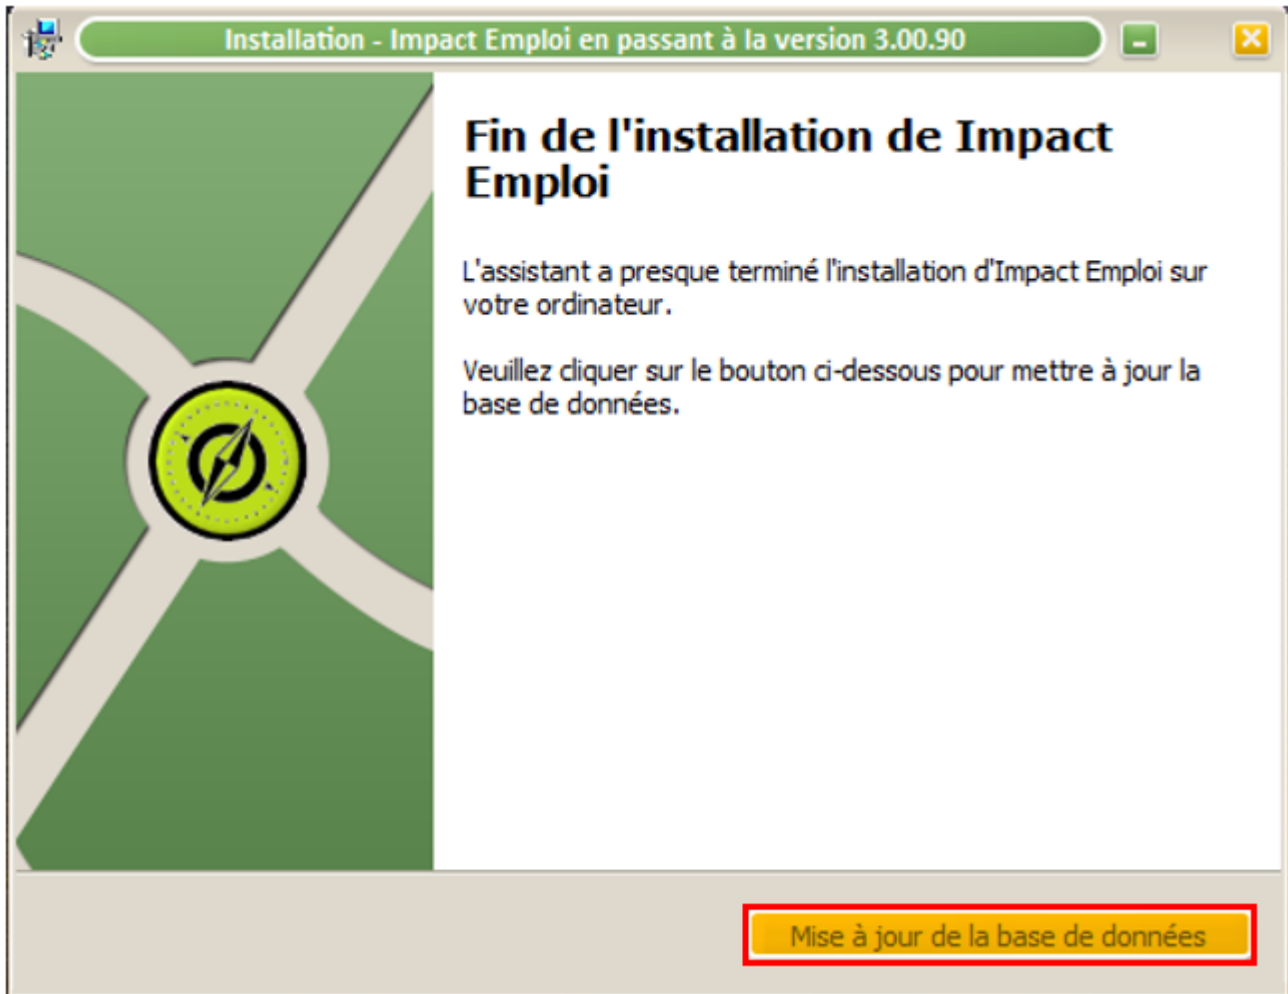 Installation - Impact Emploi en passant à la version 3.00.90
Fin de l'installation de Impact
Emploi
L'assistant a presque terminé l'installation d'Impact Emploi sur
votre ordinateur.
Veuillez cliquer sur le bouton ci-dessous pour mettre à jour la
base de données.
Mise à jour de la base de données